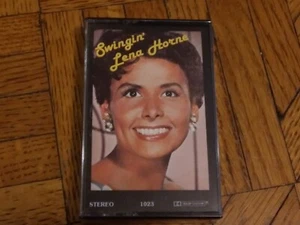 Swingin'
Lena Horne
STEREO 1023